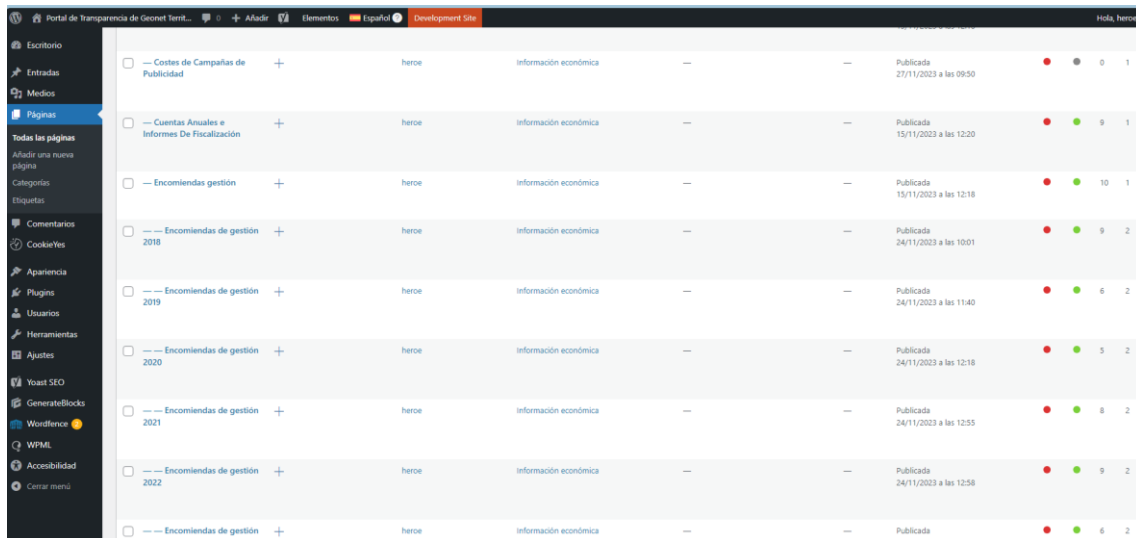 Portal de Transparencia de Geonet Territ... 0 Añadir Elementos Español ? Development Site Hola, heroe
Escritorio
Entradas
Medios
Páginas
Todas las páginas
Añadir una nueva
página
Categorías
Etiquetas
Comentarios
CookieYes
Apariencia
Plugins
Usuarios
Herramientas
Ajustes
Yoast SEO
GenerateBlocks
Wordfence 2
WPML
Accesibilidad
Cerrar menú
— Costes de Campañas de heroe Información económica — — Publicada 0 1
Publicidad 27/11/2023 a las 09:50
— Cuentas Anuales e heroe Información económica — — Publicada 9 1
Informes De Fiscalización 15/11/2023 a las 12:20
— Encomiendas gestión heroe Información económica — — Publicada 10 1
15/11/2023 a las 12:18
— — Encomiendas de gestión heroe Información económica — — Publicada 9 2
2018 24/11/2023 a las 10:01
— — Encomiendas de gestión heroe Información económica — — Publicada 6 2
2019 24/11/2023 a las 11:40
— — Encomiendas de gestión heroe Información económica — — Publicada 5 2
2020 24/11/2023 a las 12:18
— — Encomiendas de gestión heroe Información económica — — Publicada 8 2
2021 24/11/2023 a las 12:55
— — Encomiendas de gestión heroe Información económica — — Publicada 9 2
2022 24/11/2023 a las 12:58
— — Encomiendas de gestión heroe Información económica — — Publicada 6 2